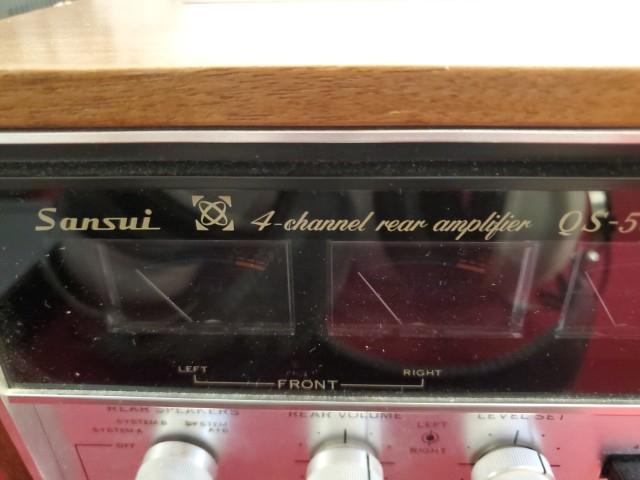 Sansui 4-channel rear amplifier QS-5
LEFT RIGHT
FRONT
REAR SPEAKERS REAR VOLUME LEVEL SET
SYSTEM B SYSTEM LEFT
SYSTEM A A+B
OFF RIGHT